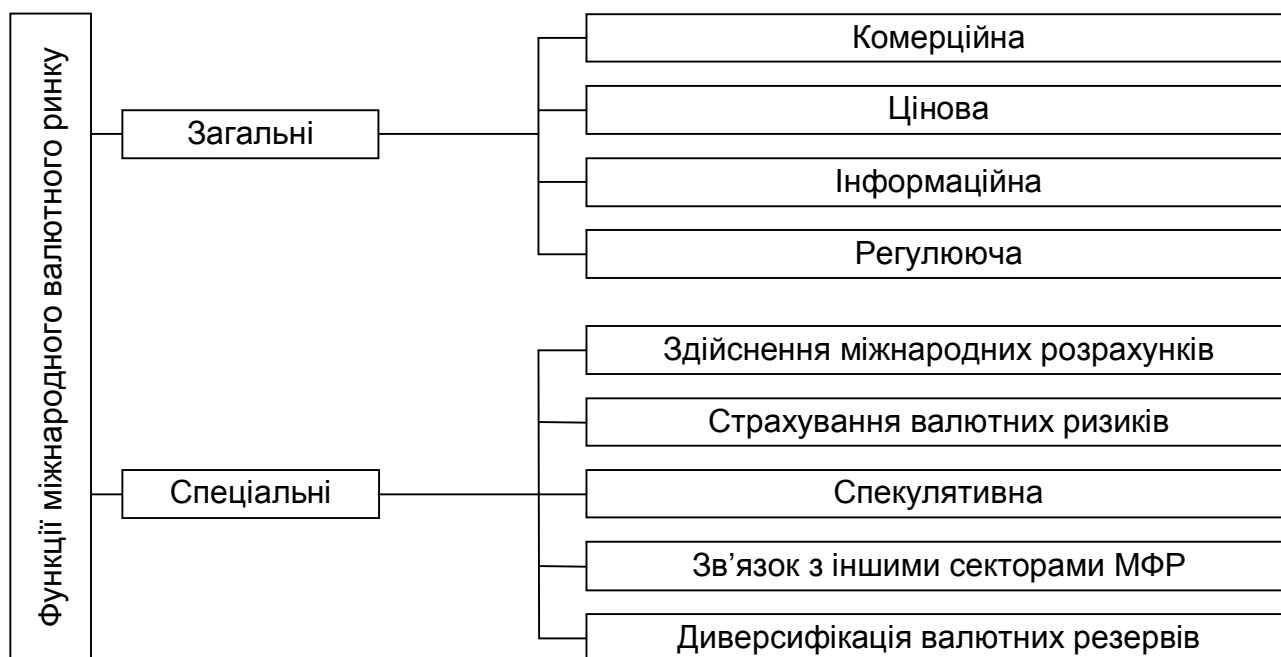 Функції міжнародного валютного ринку
Загальні
Комерційна
Цінова
Інформаційна
Регулююча
Спеціальні
Здійснення міжнародних розрахунків
Страхування валютних ризиків
Спекулятивна
Зв’язок з іншими секторами МФР
Диверсифікація валютних резервів